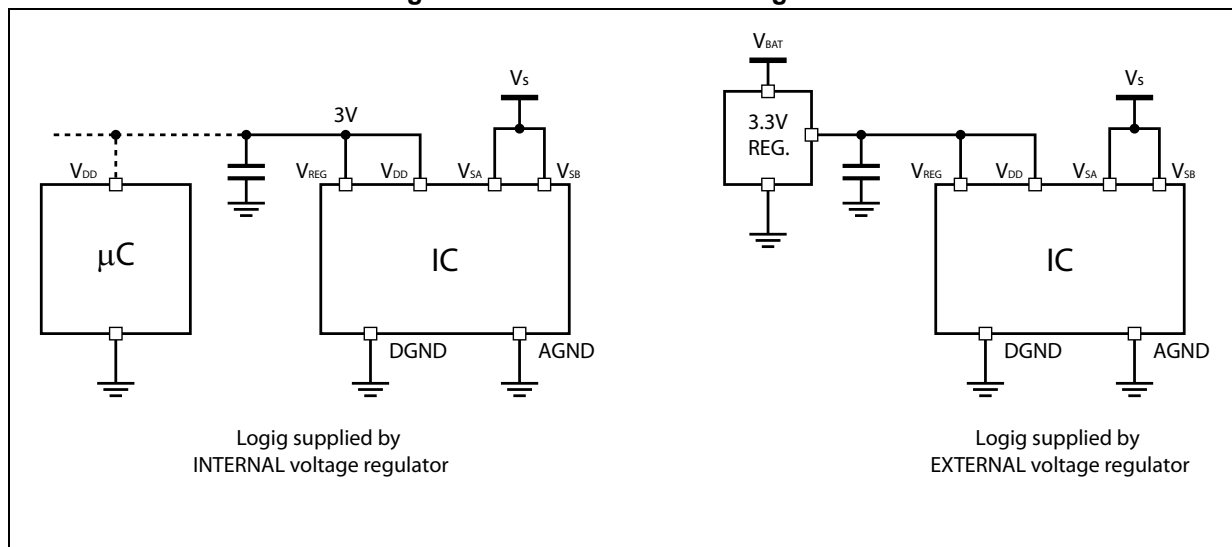 VBAT
Vs
3V
VDD
VREG
VDD
VSA
VSB
μC
IC
DGND
AGND
Logig supplied by
INTERNAL voltage regulator
3.3V
REG.
Vs
VREG
VDD
VSA
VSB
IC
DGND
AGND
Logig supplied by
EXTERNAL voltage regulator